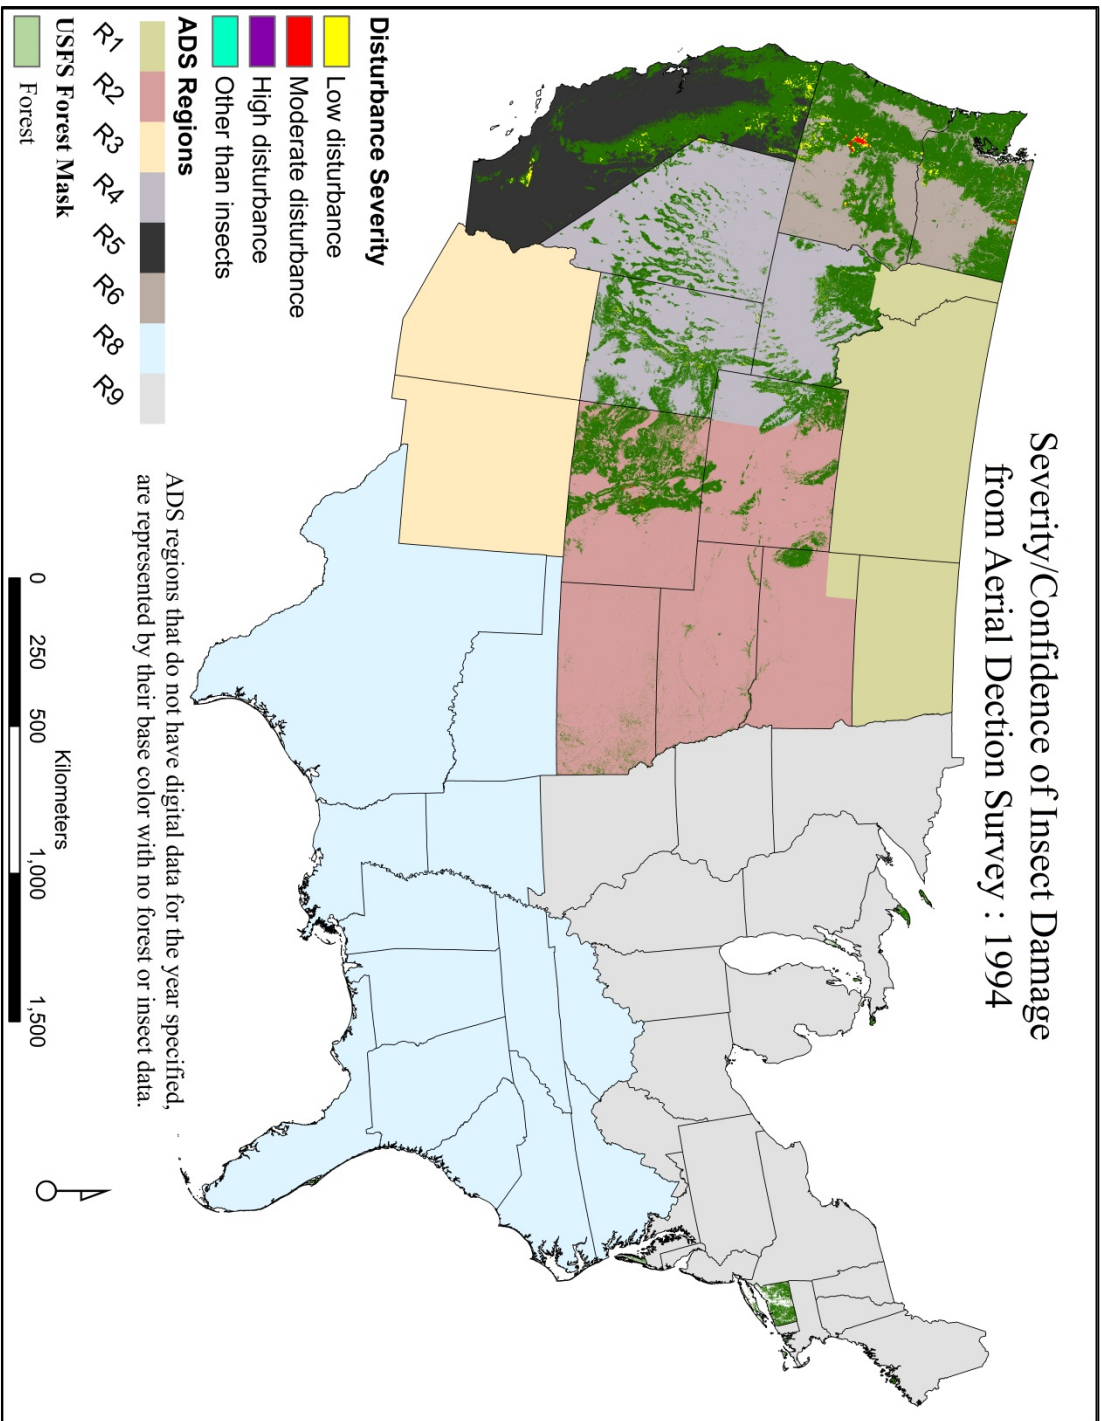 Severity/Confidence of Insect Damage
from Aerial Dection Survey : 1994
Disturbance Severity
Low disturbance
Moderate disturbance
High disturbance
Other than insects
ADS Regions
R1 R2 R3 R4 R5 R6 R8 R9
USFS Forest Mask
Forest
ADS regions that do not have digital data for the year specified,
are represented by their base color with no forest or insect data.
0 250 500 1,000 1,500
Kilometers